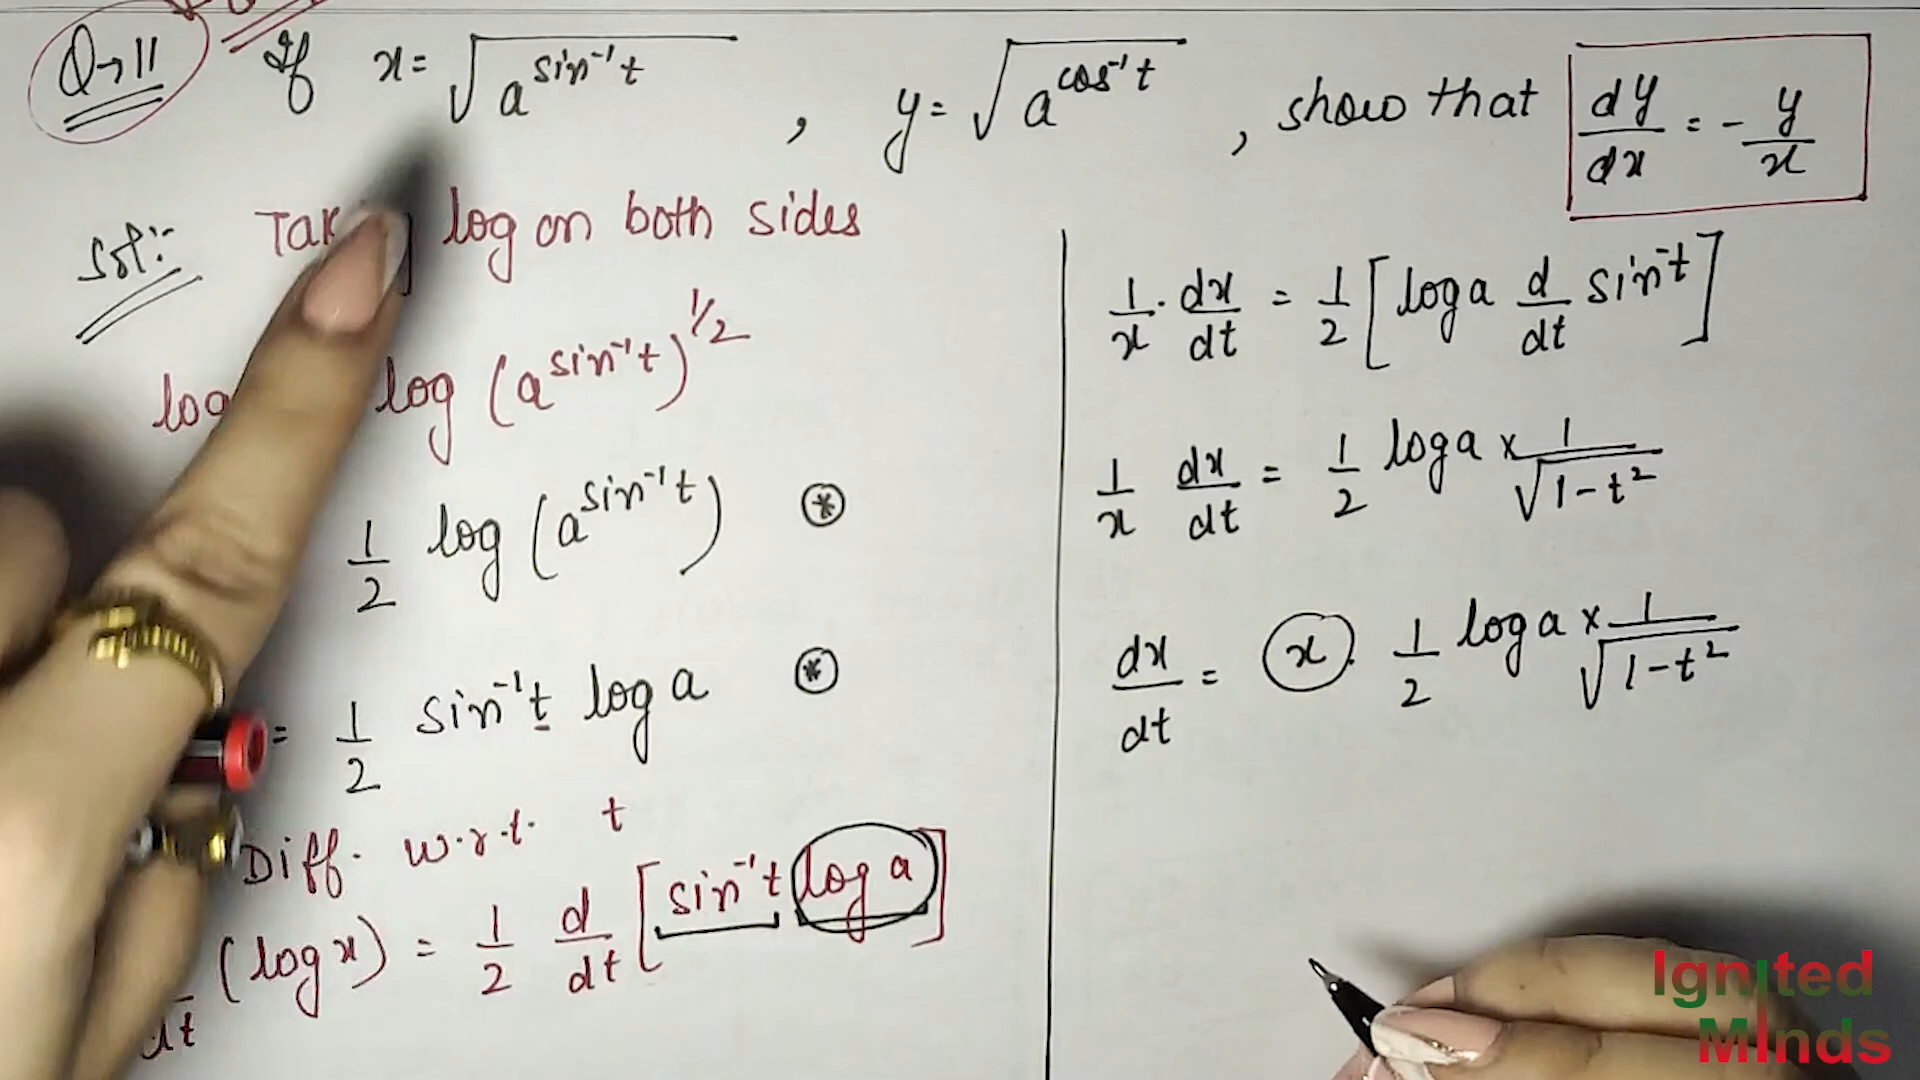 Q→11 If x = √(a^(sin⁻¹t)) , y = √(a^(cos⁻¹t)) , show that dy/dx = - y/x
Sol:-
log on both sides
log (a^(sin⁻¹t))^(1/2)
1/2 log (a^(sin⁻¹t)) ⊛
= 1/2 sin⁻¹t log a ⊛
Diff. w.r.t. t
(log x) = 1/2 d/dt [sin⁻¹t log a]
1/x . dx/dt = 1/2 [log a d/dt sin⁻¹t]
1/x dx/dt = 1/2 log a × 1/√(1-t²)
dx/dt = x . 1/2 log a × 1/√(1-t²)
Ignited
Minds